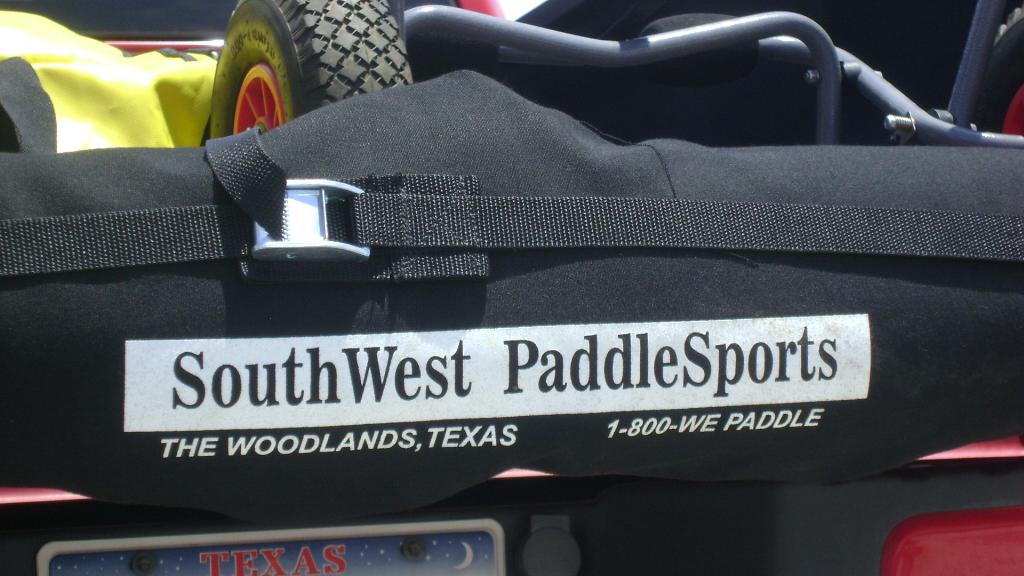 SouthWest PaddleSports
THE WOODLANDS, TEXAS 1-800-WE PADDLE
TEXAS